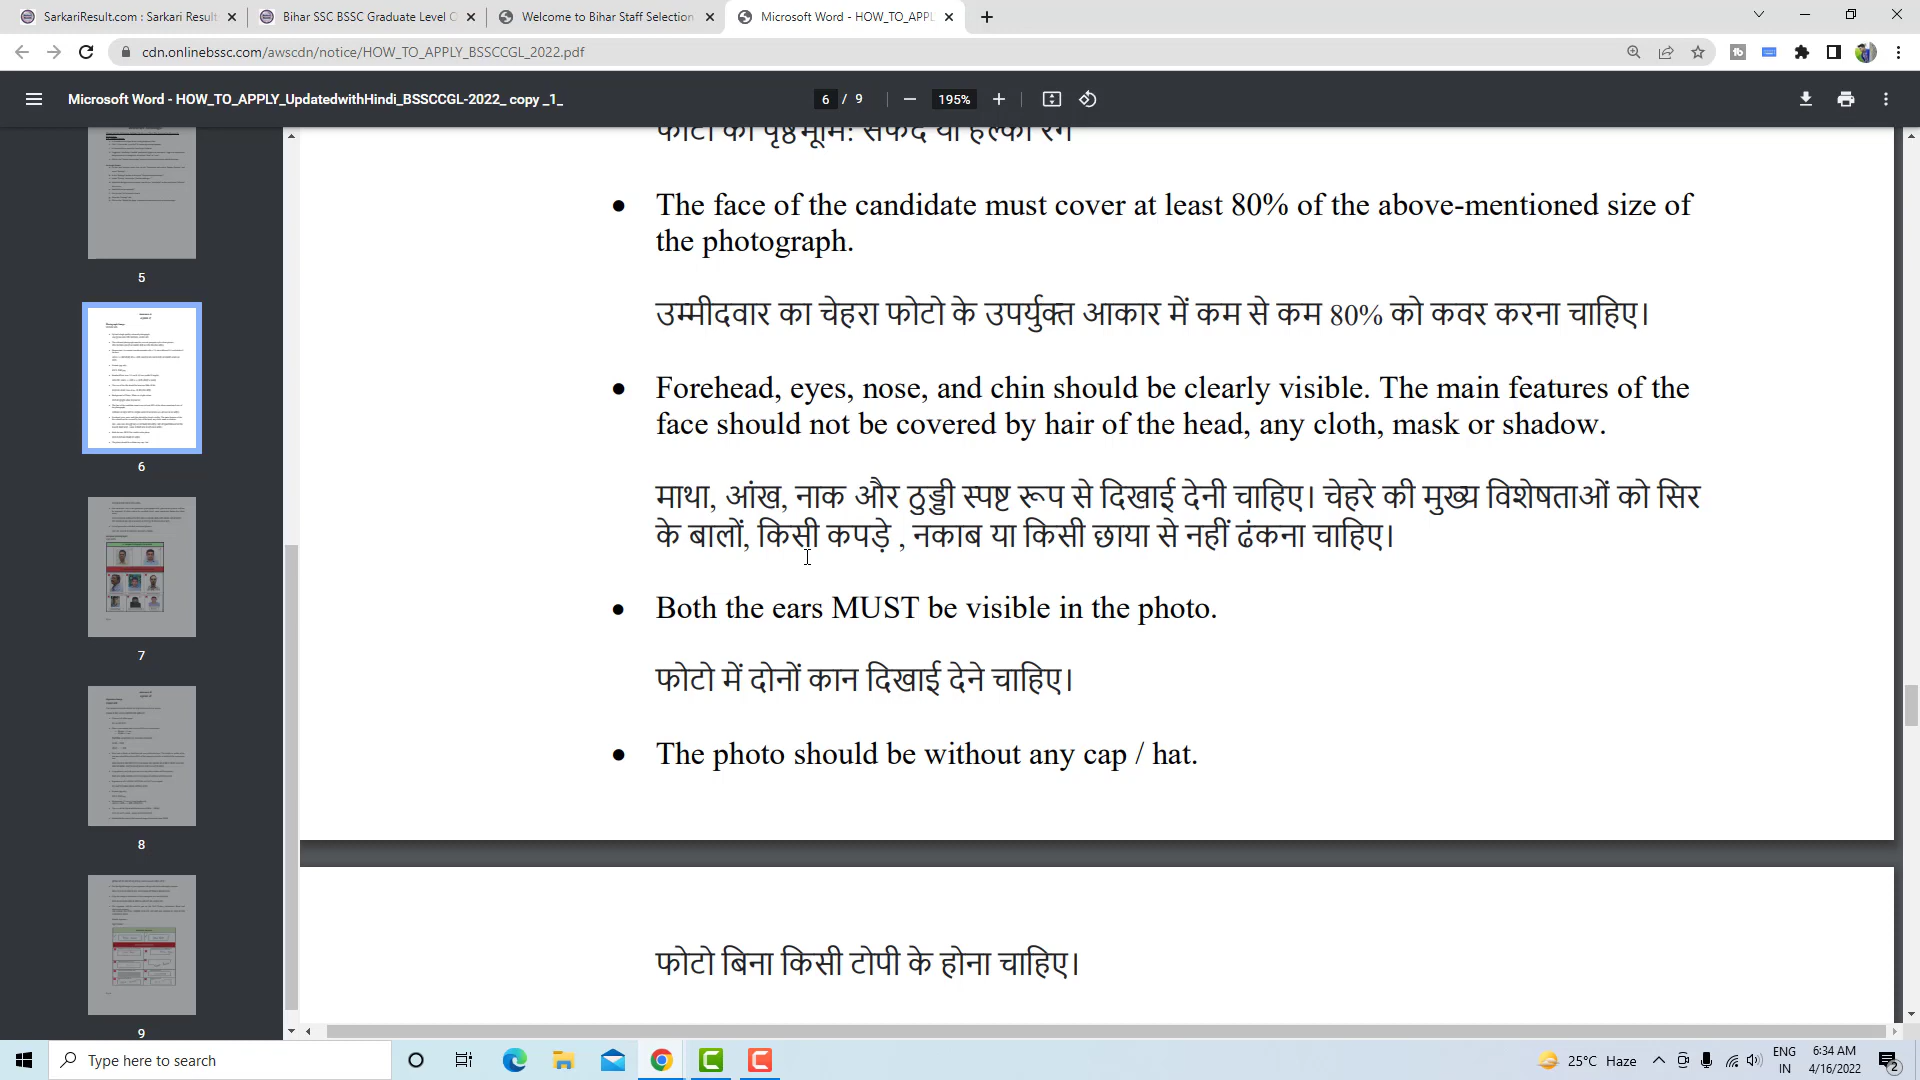 SarkariResult.com : Sarkari Result
Bihar SSC BSSC Graduate Level C
Welcome to Bihar Staff Selection
Microsoft Word - HOW_TO_APPL
cdn.onlinebssc.com/awscdn/notice/HOW_TO_APPLY_BSSCCGL_2022.pdf
Microsoft Word - HOW_TO_APPLY_UpdatedwithHindi_BSSCCGL-2022_ copy _1_
6 / 9
195%
फोटो की पृष्ठभूमि: सफेद या हल्का रंग
• The face of the candidate must cover at least 80% of the above-mentioned size of
the photograph.
उम्मीदवार का चेहरा फोटो के उपर्युक्त आकार में कम से कम 80% को कवर करना चाहिए।
• Forehead, eyes, nose, and chin should be clearly visible. The main features of the
face should not be covered by hair of the head, any cloth, mask or shadow.
माथा, आंख, नाक और ठुड्डी स्पष्ट रूप से दिखाई देनी चाहिए। चेहरे की मुख्य विशेषताओं को सिर
के बालों, किसी कपड़े , नकाब या किसी छाया से नहीं ढंकना चाहिए।
• Both the ears MUST be visible in the photo.
फोटो में दोनों कान दिखाई देने चाहिए।
• The photo should be without any cap / hat.
फोटो बिना किसी टोपी के होना चाहिए।
5
6
7
8
9
Type here to search
25°C Haze
ENG
IN
6:34 AM
4/16/2022
2